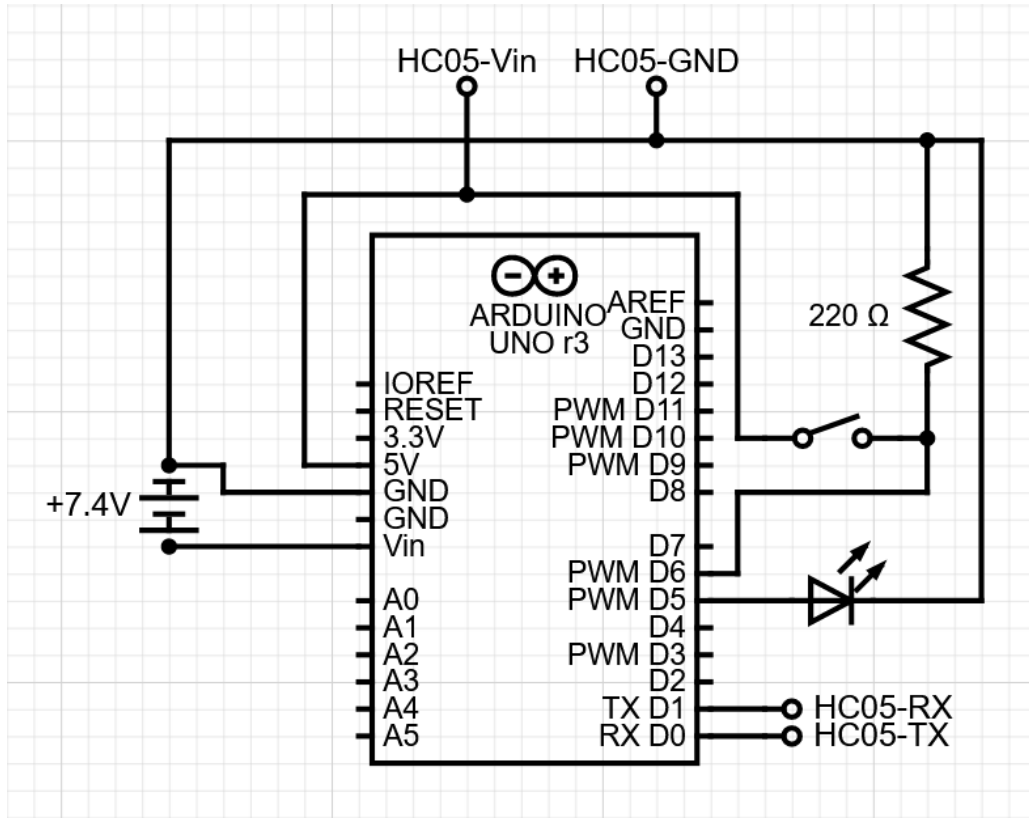 HC05-Vin HC05-GND
ARDUINO
UNO r3
AREF
GND
D13
D12
PWM D11
PWM D10
PWM D9
D8
D7
PWM D6
PWM D5
D4
PWM D3
D2
TX D1
RX D0
IOREF
RESET
3.3V
5V
GND
GND
Vin
A0
A1
A2
A3
A4
A5
+7.4V
220 Ω
HC05-RX
HC05-TX